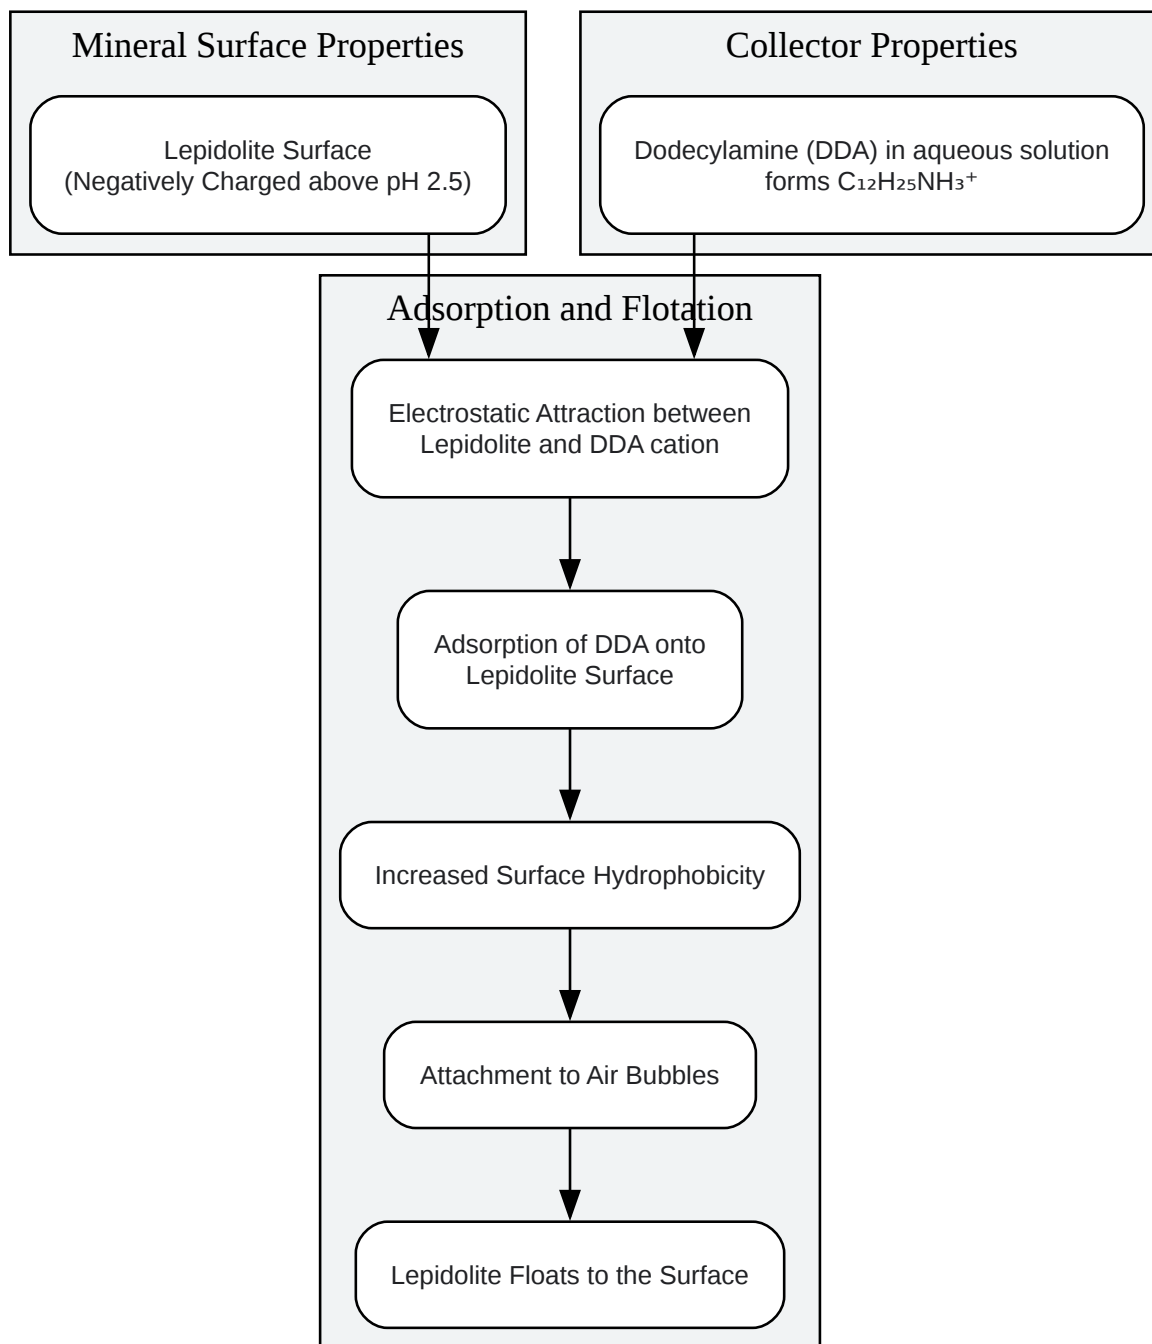 Mineral Surface Properties
Lepidolite Surface
(Negatively Charged above pH 2.5)
Collector Properties
Dodecylamine (DDA) in aqueous solution
forms C₁₂H₂₅NH₃⁺
Adsorption and Flotation
Electrostatic Attraction between
Lepidolite and DDA cation
Adsorption of DDA onto
Lepidolite Surface
Increased Surface Hydrophobicity
Attachment to Air Bubbles
Lepidolite Floats to the Surface